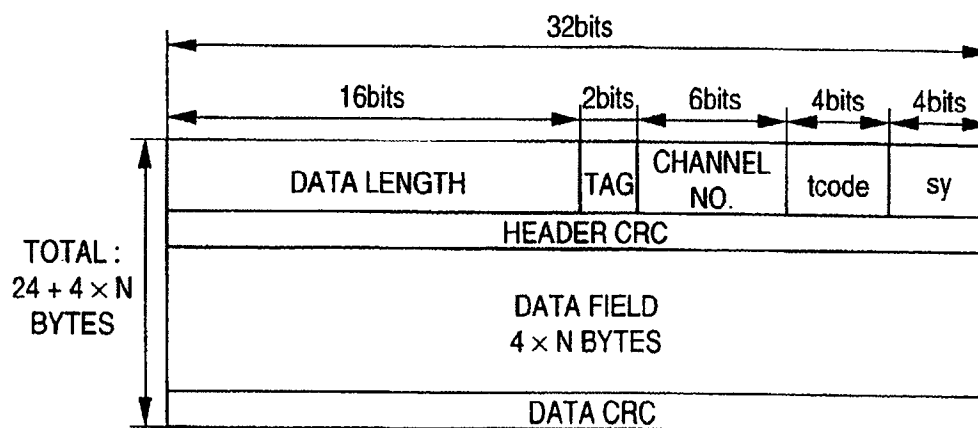 32bits
16bits 2bits 6bits 4bits 4bits
DATA LENGTH TAG CHANNEL NO. tcode sy
HEADER CRC
TOTAL :
24 + 4 × N
BYTES
DATA FIELD
4 × N BYTES
DATA CRC